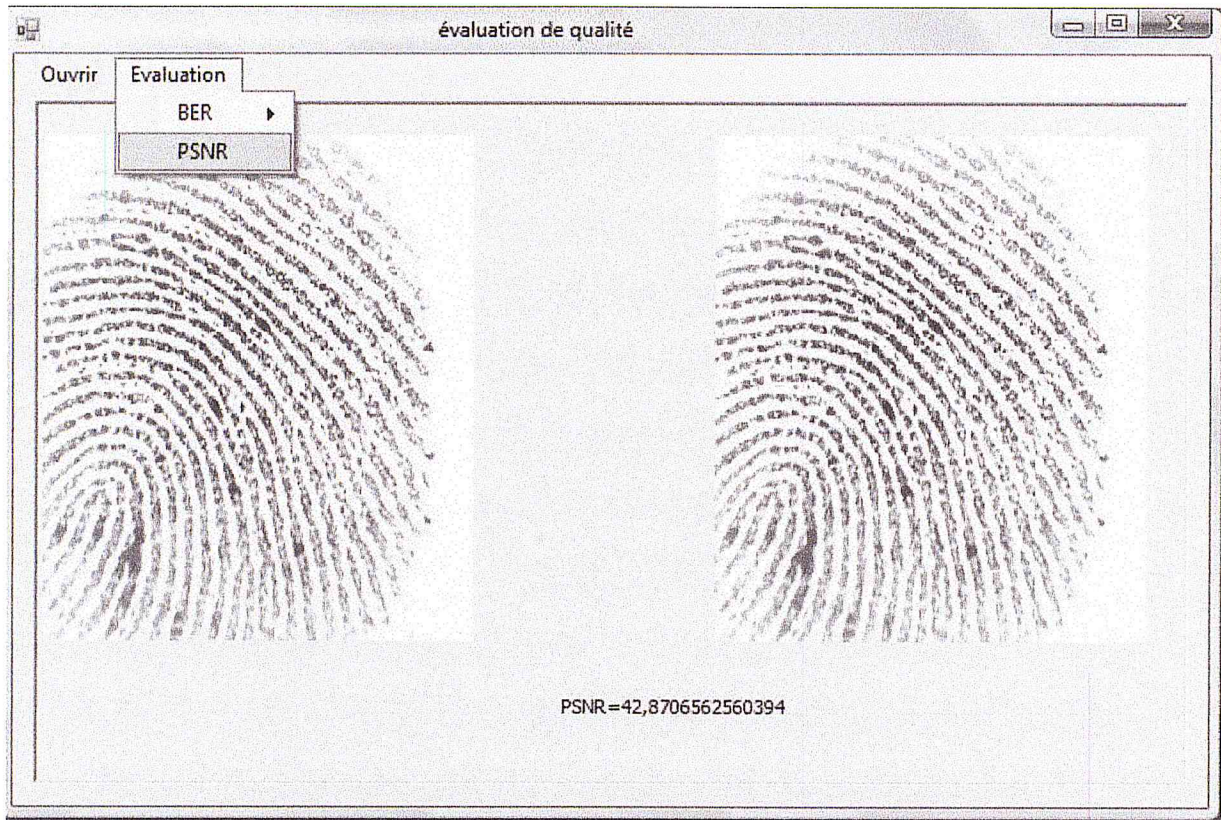 évaluation de qualité
Ouvrir Evaluation
BER
PSNR
PSNR=42,8706562560394